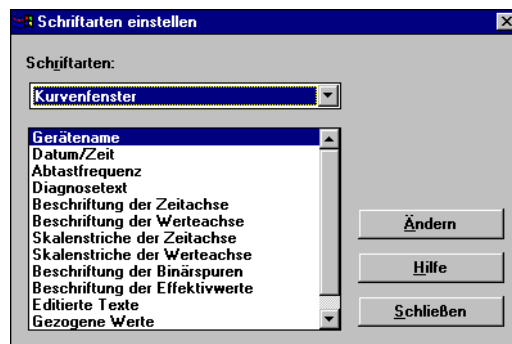 Schriftarten einstellen
Schriftarten:
Kurvenfenster
Gerätename
Datum/Zeit
Abtastfrequenz
Diagnosetext
Beschriftung der Zeitachse
Beschriftung der Werteachse
Skalenstriche der Zeitachse
Skalenstriche der Werteachse
Beschriftung der Binärspuren
Beschriftung der Effektivwerte
Editierte Texte
Gezogene Werte
Ändern
Hilfe
Schließen